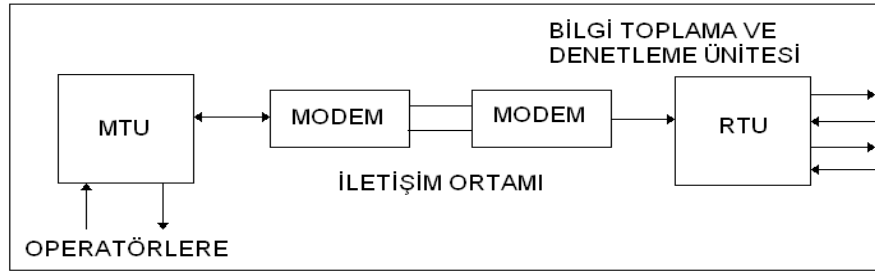 BİLGİ TOPLAMA VE
DENETLEME ÜNİTESİ
MTU
MODEM
MODEM
RTU
İLETİŞİM ORTAMI
OPERATÖRLERE